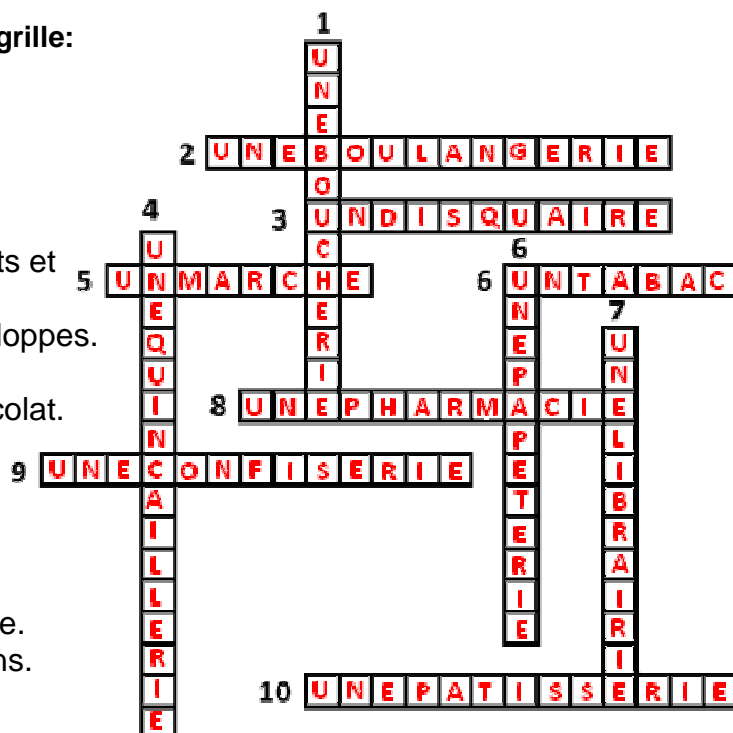 grille:
1
2 UNEBOULANGERIE
4
3 UNDISQUAIRE
ts et
6
5 UNMARCHE
6 UNTABAC
7
loppes.
colat.
8 UNEPHARMACIE
9 UNECONFISERIE
e.
ns.
10 UNEPATISSERIE
UNEBOUCHERIE
UNEQUINCAILLERIE
UNEPAPETERIE
UNELIBRAIRIE